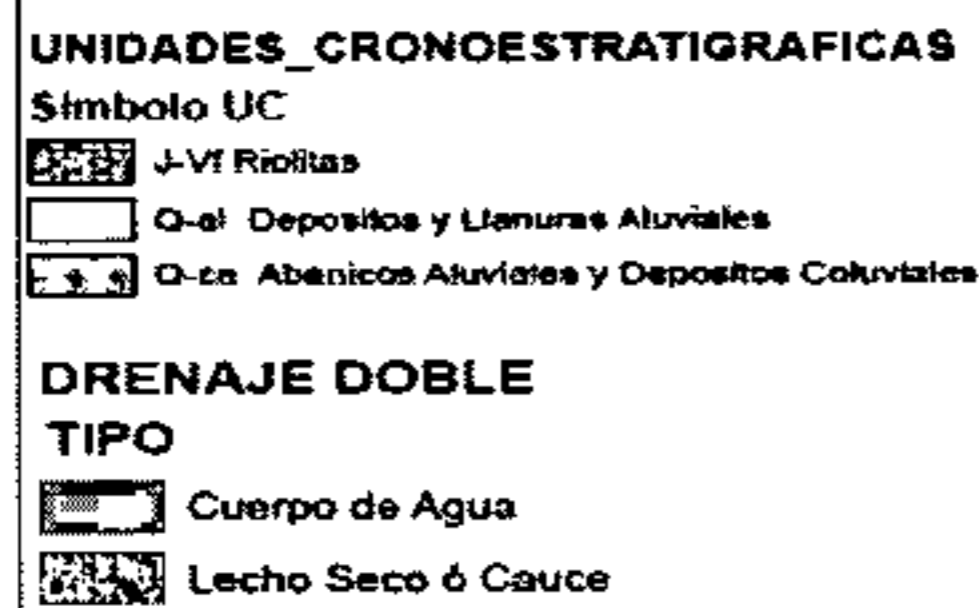 UNIDADES_CRONOESTRATIGRAFICAS
Símbolo UC
J-Vf Riolitas
Q-al Depositos y Llanuras Aluviales
Q-ca Abanicos Aluviales y Depositos Coluviales
DRENAJE DOBLE
TIPO
Cuerpo de Agua
Lecho Seco ó Cauce